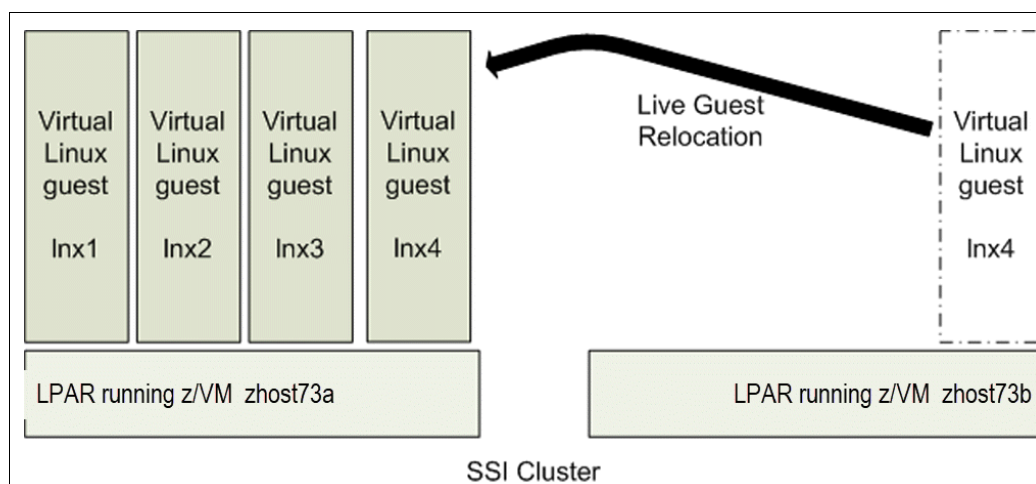 Virtual
Linux
guest
lnx1
Virtual
Linux
guest
lnx2
Virtual
Linux
guest
lnx3
Virtual
Linux
guest
lnx4
Live Guest
Relocation
Virtual
Linux
guest
lnx4
LPAR running z/VM zhost73a
LPAR running z/VM zhost73b
SSI Cluster